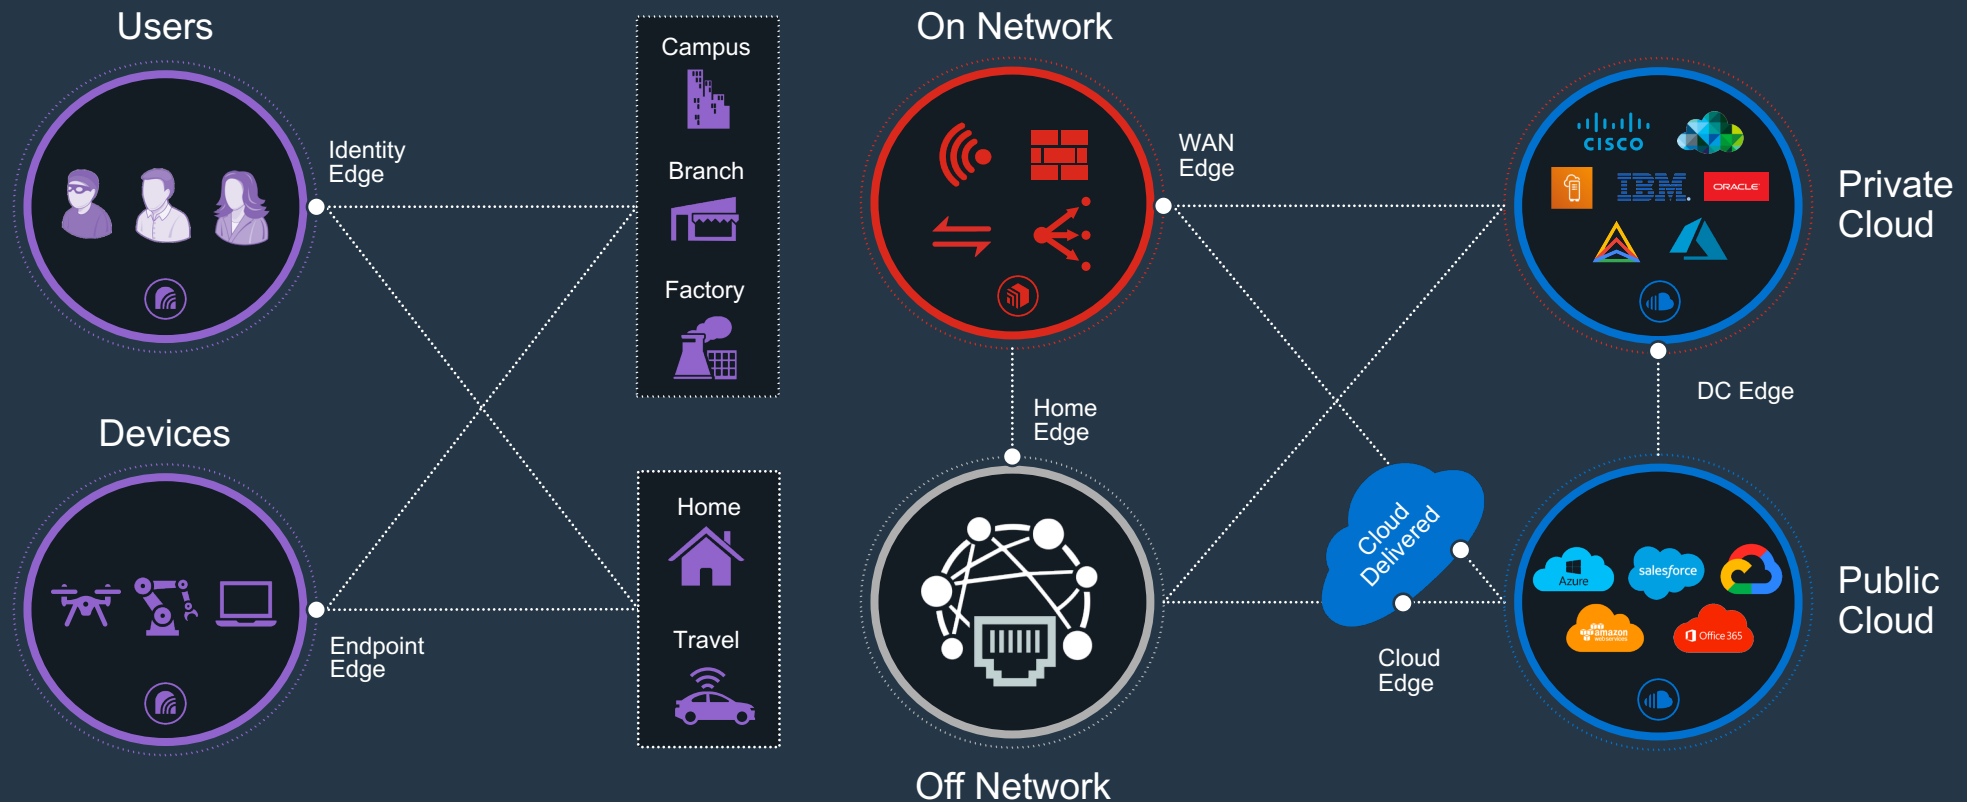 Users
Campus
On Network
Identity
Edge
WAN
Edge
CISCO
Branch
IBM
ORACLE
Private
Cloud
Factory
DC Edge
Home
Edge
Devices
Home
Cloud
Delivered
Azure
salesforce
Public
Cloud
Travel
amazon
webservices
Office 365
Endpoint
Edge
Cloud
Edge
Off Network